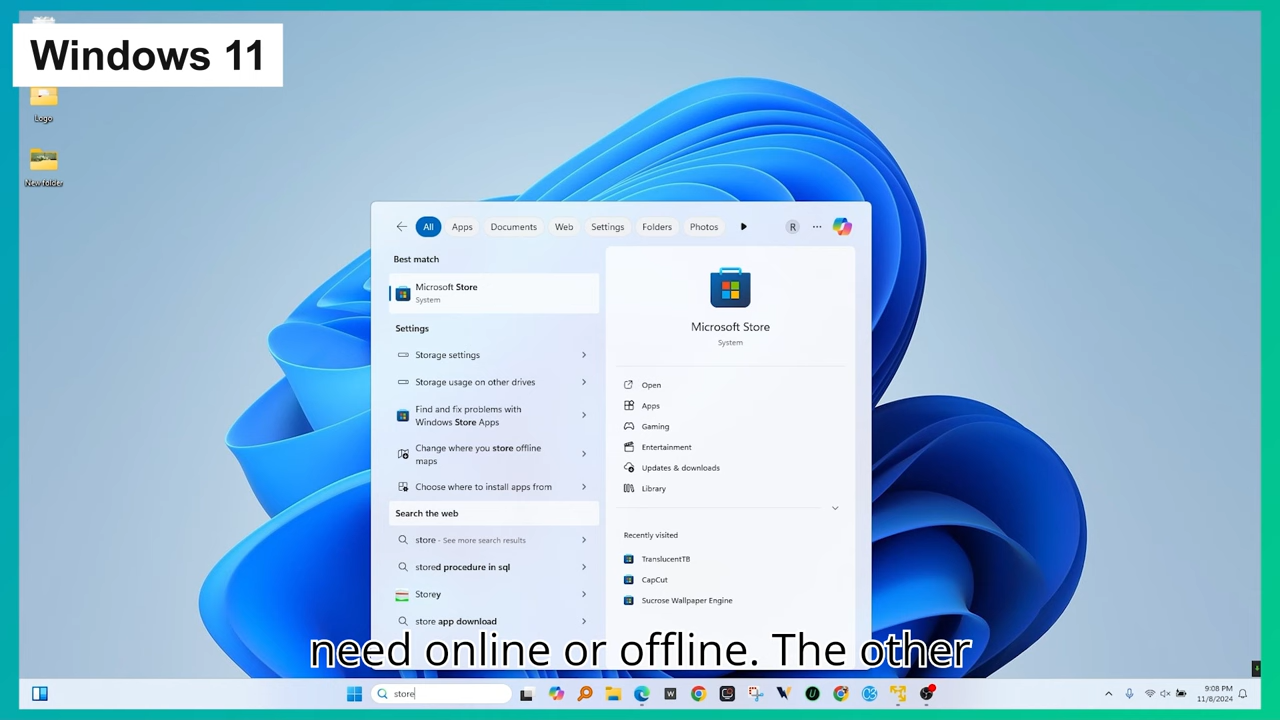 Windows 11
Logo
New folder
All
Apps
Documents
Web
Settings
Folders
Photos
R
Best match
Microsoft Store
System
Settings
Storage settings
Storage usage on other drives
Find and fix problems with
Windows Store Apps
Change where you store offline
maps
Choose where to install apps from
Search the web
store - See more search results
stored procedure in sql
Storey
store app download
Microsoft Store
System
Open
Apps
Gaming
Entertainment
Updates & downloads
Library
Recently visited
TranslucentTB
CapCut
Sucrose Wallpaper Engine
need online or offline. The other
store
9:08 PM
11/8/2024